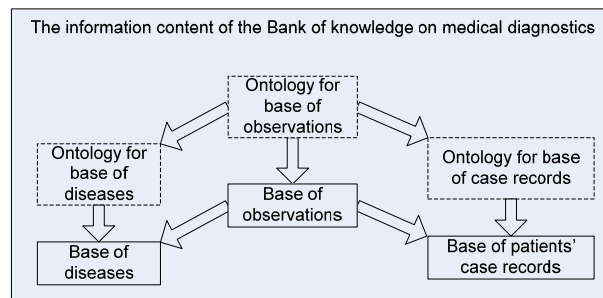 The information content of the Bank of knowledge on medical diagnostics
Ontology for
base of
observations
Ontology for
base of
diseases
Ontology for base
of case records
Base of
observations
Base of
diseases
Base of patients'
case records